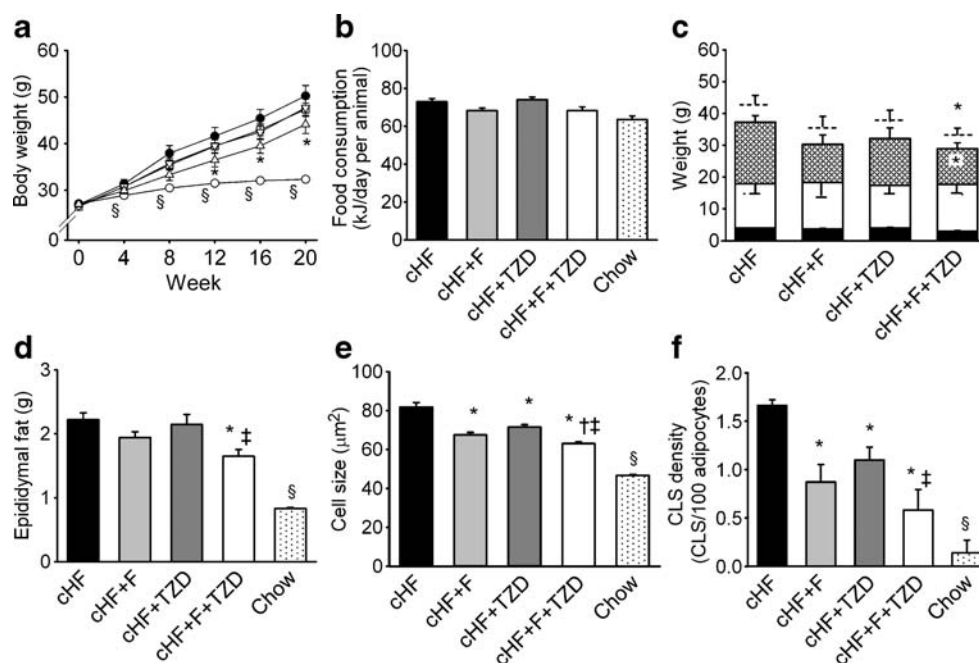 a
Body weight (g)
60
50
40
30
0
*
*
*
§
§
§
§
§
0
4
8
12
16
20
Week
b
Food consumption
(kJ/day per animal)
100
80
60
40
20
0
cHF
cHF+F
cHF+TZD
cHF+F+TZD
Chow
c
Weight (g)
60
50
40
30
20
10
0
*
*
cHF
cHF+F
cHF+TZD
cHF+F+TZD
d
Epididymal fat (g)
3
2
1
0
*‡
§
cHF
cHF+F
cHF+TZD
cHF+F+TZD
Chow
e
Cell size (μm2)
100
80
60
40
60
0
*
*
* †‡
§
cHF
cHF+F
cHF+TZD
cHF+F+TZD
Chow
f
CLS density
(CLS/100 adipocytes)
2.0
1.5
1.0
0.5
0.0
*
*
*‡
§
cHF
cHF+F
cHF+TZD
cHF+F+TZD
Chow